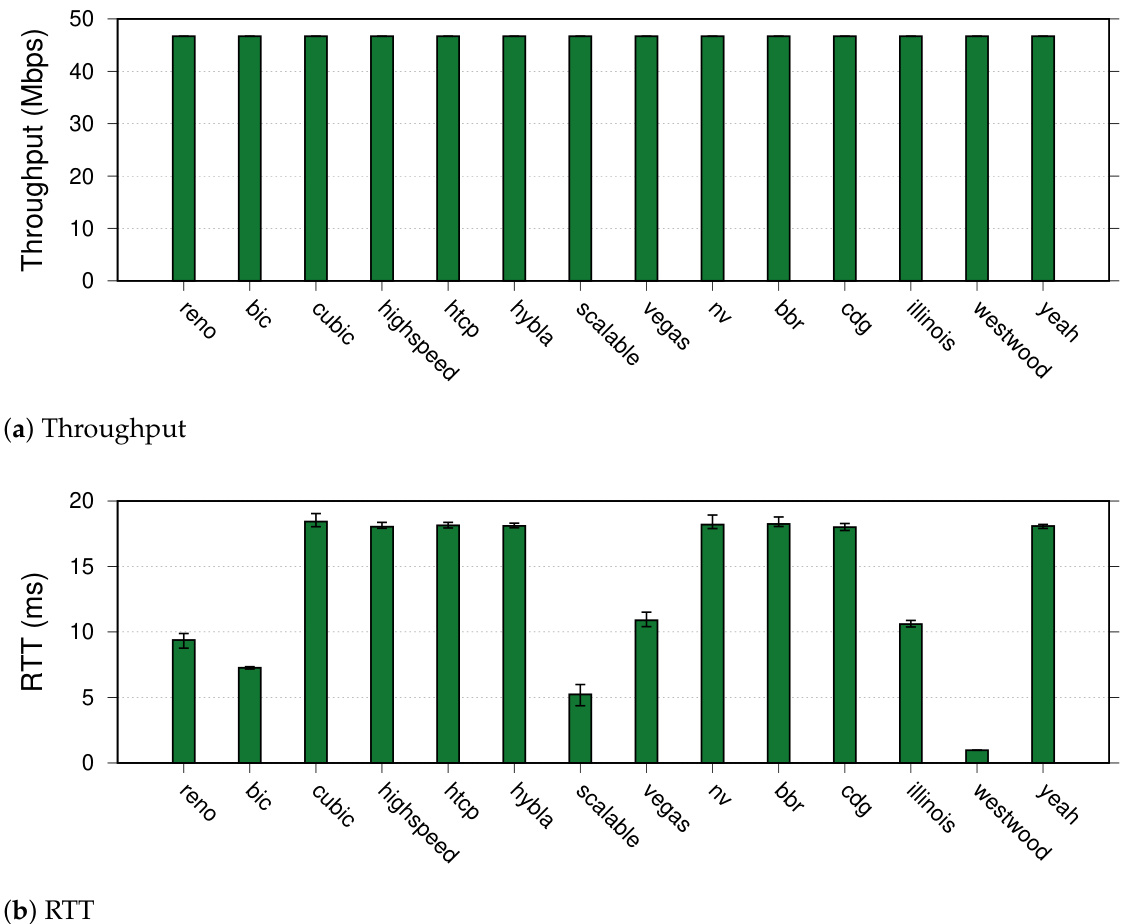 Throughput (Mbps)
50
40
30
20
10
0
reno
bic
cubic
highspeed
htcp
hybla
scalable
vegas
nv
bbr
cdg
illinois
westwood
yeah
(a) Throughput
RTT (ms)
20
15
10
5
0
reno
bic
cubic
highspeed
htcp
hybla
scalable
vegas
nv
bbr
cdg
illinois
westwood
yeah
(b) RTT